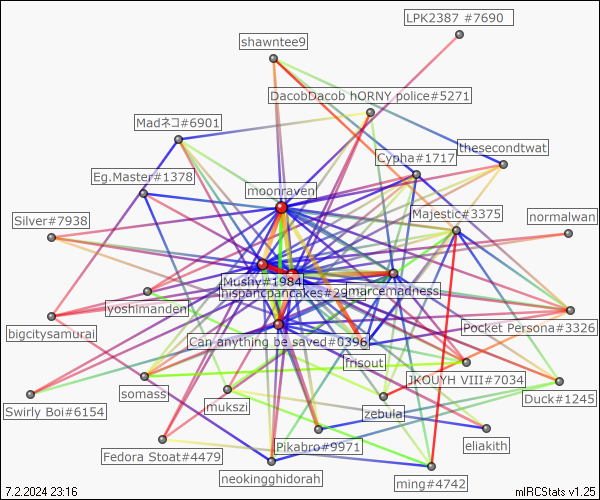 LPK2387 #7690
shawntee9
DacobDacob hORNY police#5271
Madネコ#6901
thesecondtwat
Cypha#1717
Eg.Master#1378
moonraven
Majestic#3375
Silver#7938
normalwan
Mushy#1984
marcemadness
yoshimanden
Pocket Persona#3326
bigcitysamurai
Can anything be saved#0396
frisout
JKOUYH VIII#7034
somass
Duck#1245
mukszi
Swirly Boi#6154
zebula
eliakith
Pikabro#9971
Fedora Stoat#4479
neokingghidorah
ming#4742
7.2.2024 23:16
mIRCStats v1.25